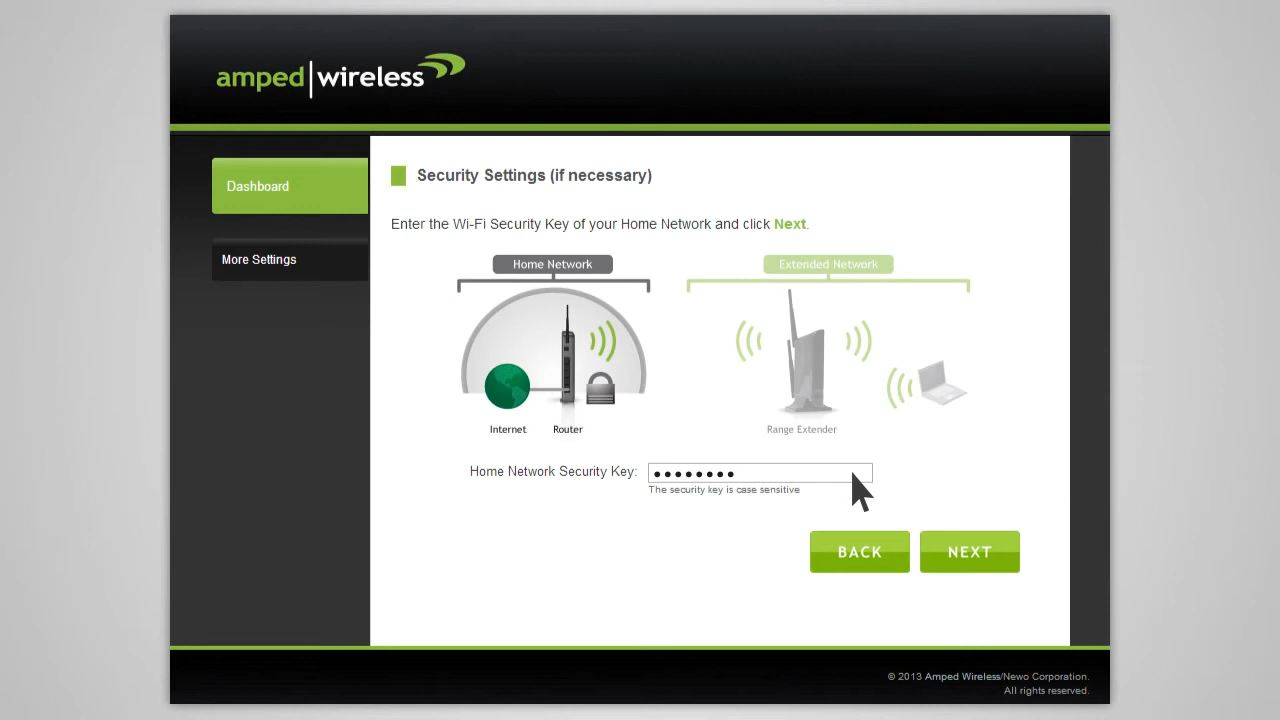 amped|wireless
Dashboard
More Settings
Security Settings (if necessary)
Enter the Wi-Fi Security Key of your Home Network and click Next.
Home Network
Extended Network
Internet
Router
Range Extender
Home Network Security Key: ●●●●●●●●
The security key is case sensitive
BACK
NEXT
© 2013 Amped Wireless/Newo Corporation.
All rights reserved.